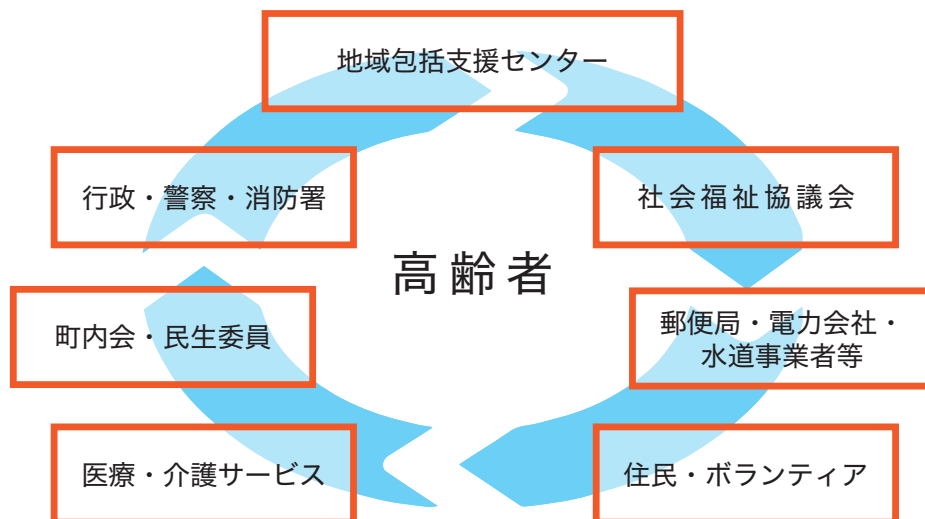 地域包括支援センター
行政・警察・消防署
社会福祉協議会
高齢者
町内会・民生委員
郵便局・電力会社・
水道事業者等
医療・介護サービス
住民・ボランティア